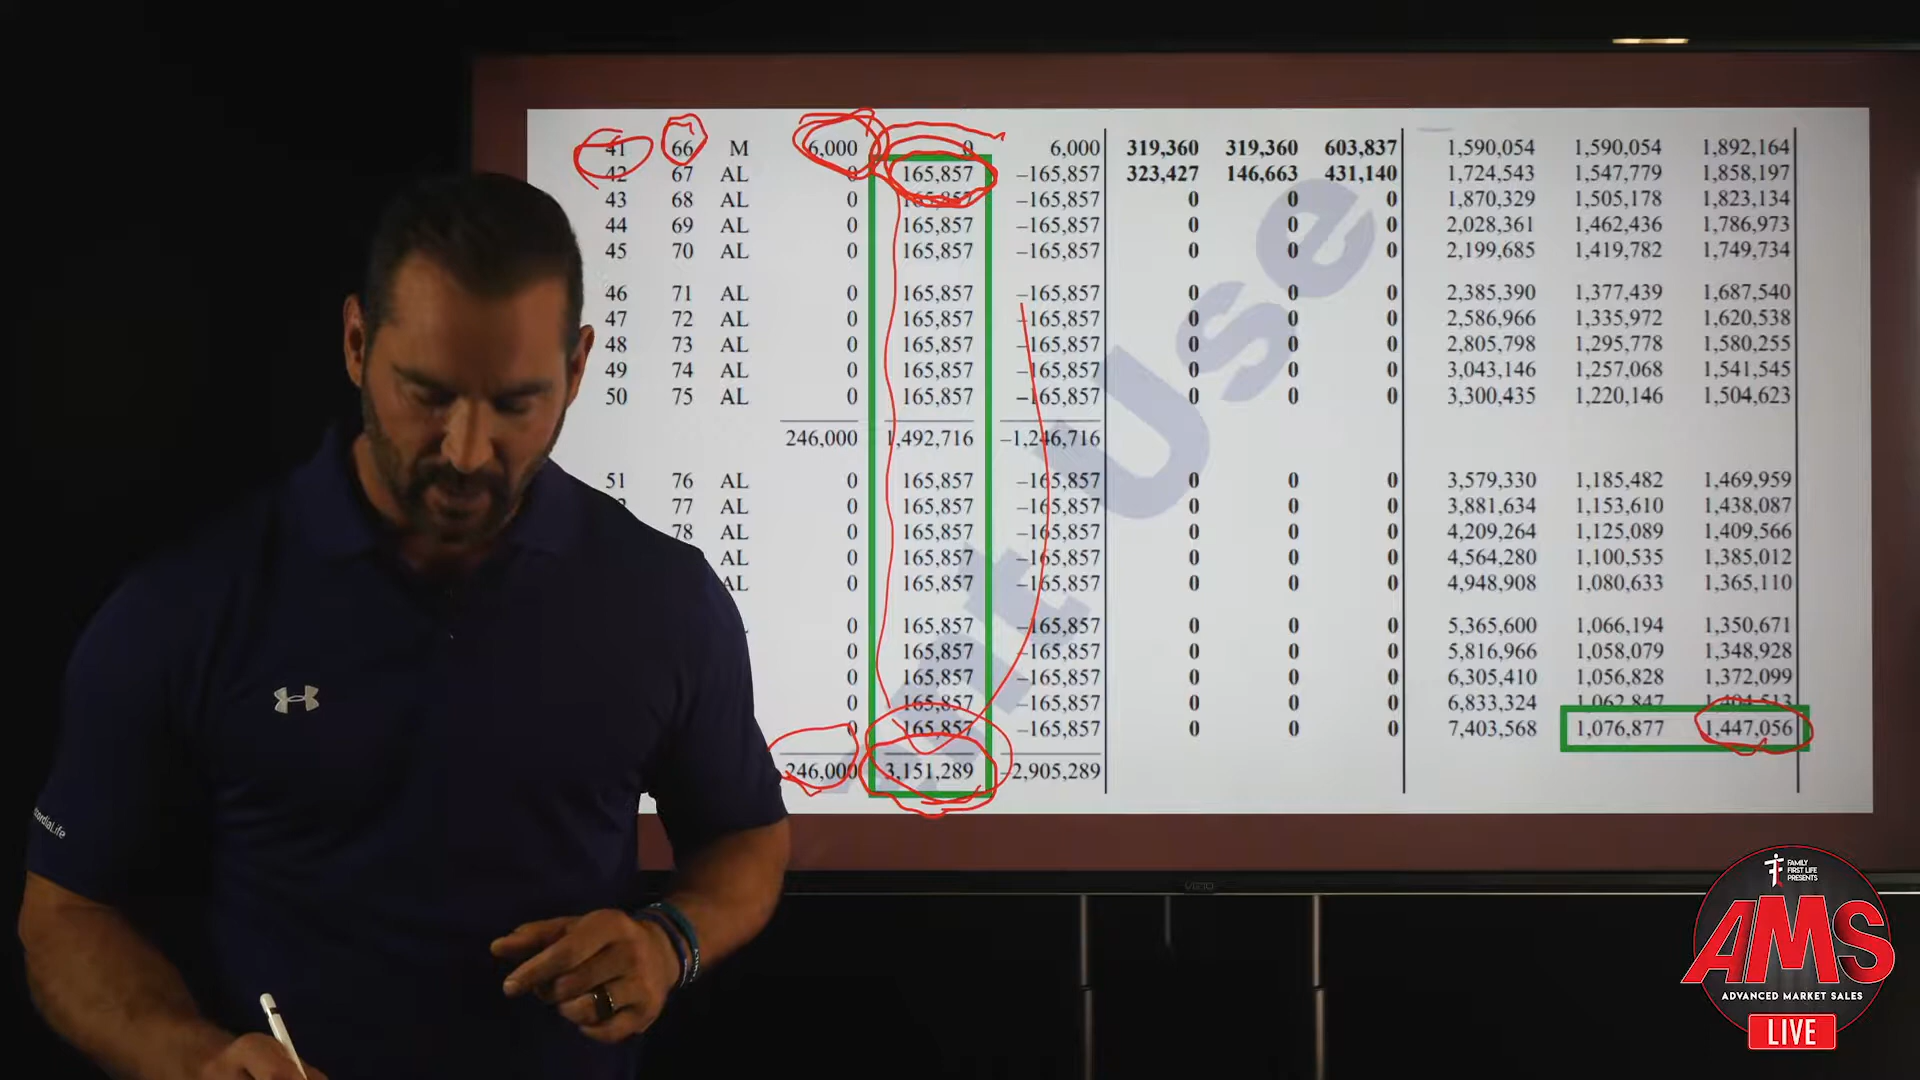 41 66 M 6,000 0 6,000 319,360 319,360 603,837 1,590,054 1,590,054 1,892,164
42 67 AL 0 165,857 –165,857 323,427 146,663 431,140 1,724,543 1,547,779 1,858,197
43 68 AL 0 165,857 –165,857 0 0 0 1,870,329 1,505,178 1,823,134
44 69 AL 0 165,857 –165,857 0 0 0 2,028,361 1,462,436 1,786,973
45 70 AL 0 165,857 –165,857 0 0 0 2,199,685 1,419,782 1,749,734
46 71 AL 0 165,857 –165,857 0 0 0 2,385,390 1,377,439 1,687,540
47 72 AL 0 165,857 –165,857 0 0 0 2,586,966 1,335,972 1,620,538
48 73 AL 0 165,857 –165,857 0 0 0 2,805,798 1,295,778 1,580,255
49 74 AL 0 165,857 –165,857 0 0 0 3,043,146 1,257,068 1,541,545
50 75 AL 0 165,857 –165,857 0 0 0 3,300,435 1,220,146 1,504,623
246,000 1,492,716 –1,246,716
51 76 AL 0 165,857 –165,857 0 0 0 3,579,330 1,185,482 1,469,959
77 AL 0 165,857 –165,857 0 0 0 3,881,634 1,153,610 1,438,087
78 AL 0 165,857 –165,857 0 0 0 4,209,264 1,125,089 1,409,566
AL 0 165,857 –165,857 0 0 0 4,564,280 1,100,535 1,385,012
AL 0 165,857 –165,857 0 0 0 4,948,908 1,080,633 1,365,110
0 165,857 –165,857 0 0 0 5,365,600 1,066,194 1,350,671
0 165,857 –165,857 0 0 0 5,816,966 1,058,079 1,348,928
0 165,857 –165,857 0 0 0 6,305,410 1,056,828 1,372,099
0 165,857 –165,857 0 0 0 6,833,324 1,062,847 1,404,513
0 165,857 –165,857 0 0 0 7,403,568 1,076,877 1,447,056
246,000 3,151,289 –2,905,289
Use
VIZIO
FAMILY
FIRST LIFE
PRESENTS
AMS
ADVANCED MARKET SALES
LIVE